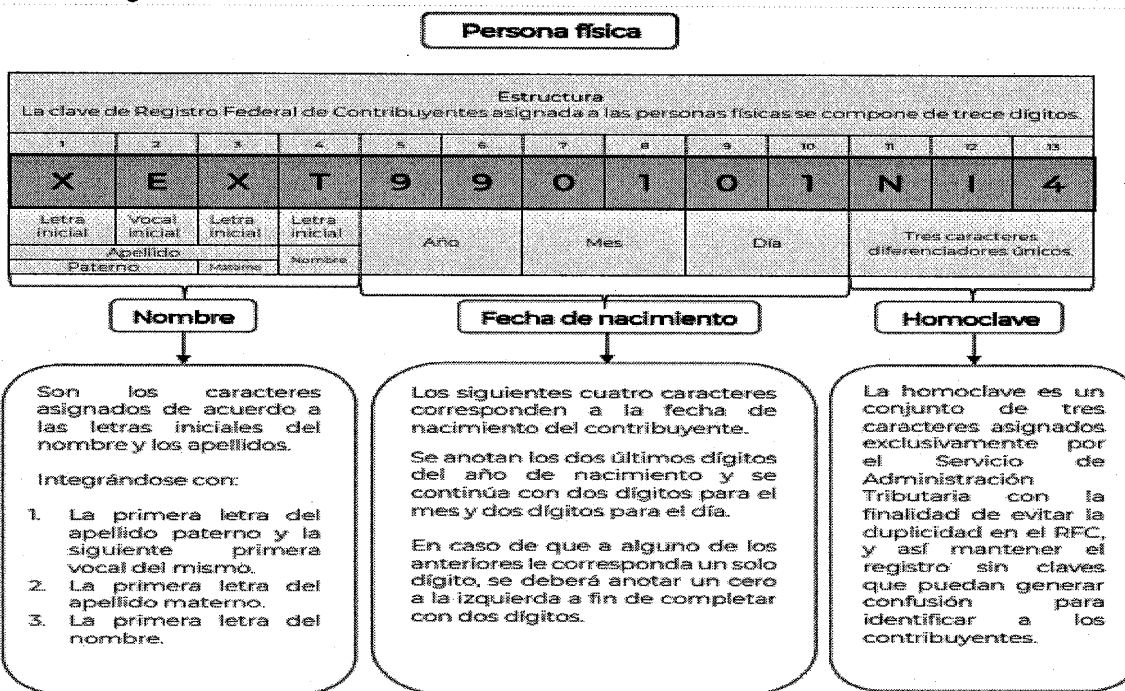 Persona física
Estructura
La clave de Registro Federal de Contribuyentes asignada a las personas físicas se compone de trece dígitos.
1 2 3 4 5 6 7 8 9 10 11 12 13
X E X T 9 9 0 1 0 1 N I 4
Letra inicial Vocal inicial Letra inicial Letra inicial Año Mes Día Tres caracteres diferenciadores únicos.
Apellido
Paterno Materno Nombre
Nombre
Fecha de nacimiento
Homoclave
Son los caracteres
asignados de acuerdo a
las letras iniciales del
nombre y los apellidos.
Integrándose con:
1. La primera letra del
apellido paterno y la
siguiente primera
vocal del mismo.
2. La primera letra del
apellido materno.
3. La primera letra del
nombre.
Los siguientes cuatro caracteres
corresponden a la fecha de
nacimiento del contribuyente.
Se anotan los dos últimos dígitos
del año de nacimiento y se
continúa con dos dígitos para el
mes y dos dígitos para el día.
En caso de que a alguno de los
anteriores le corresponda un solo
dígito, se deberá anotar un cero
a la izquierda a fin de completar
con dos dígitos.
La homoclave es un
conjunto de tres
caracteres asignados
exclusivamente por
el Servicio de
Administración
Tributaria con la
finalidad de evitar la
duplicidad en el RFC,
y así mantener el
registro sin claves
que puedan generar
confusión para
identificar a los
contribuyentes.